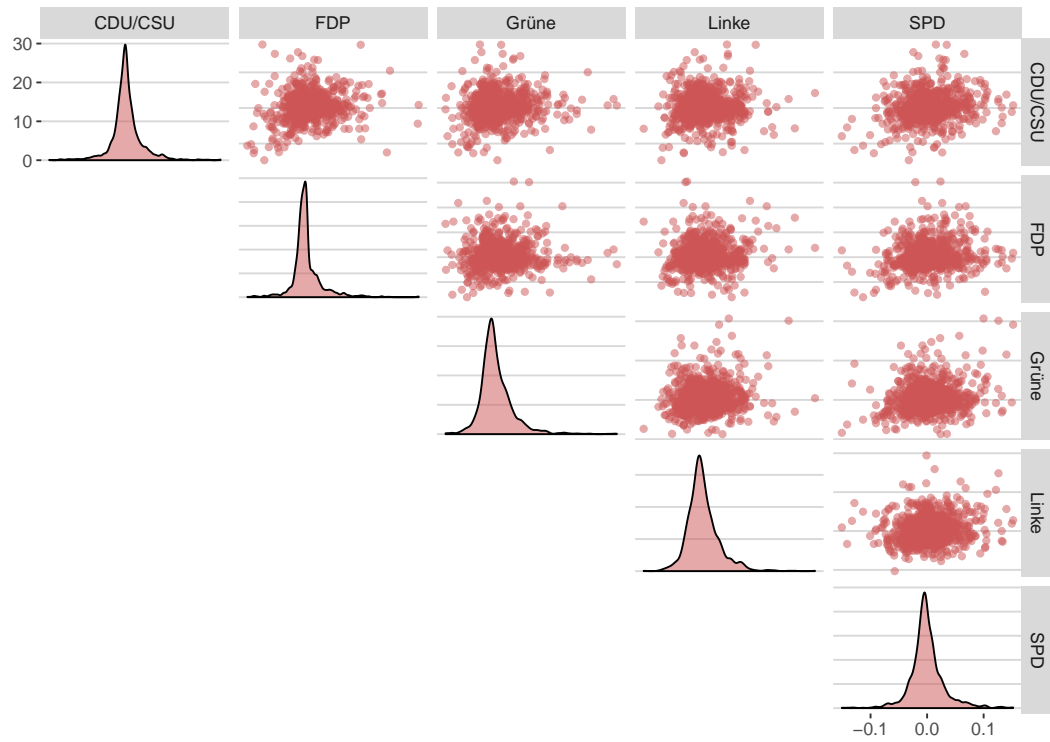 CDU/CSU
FDP
Grüne
Linke
SPD
30
20
10
0
CDU/CSU
FDP
Grüne
Linke
SPD
−0.1
0.0
0.1